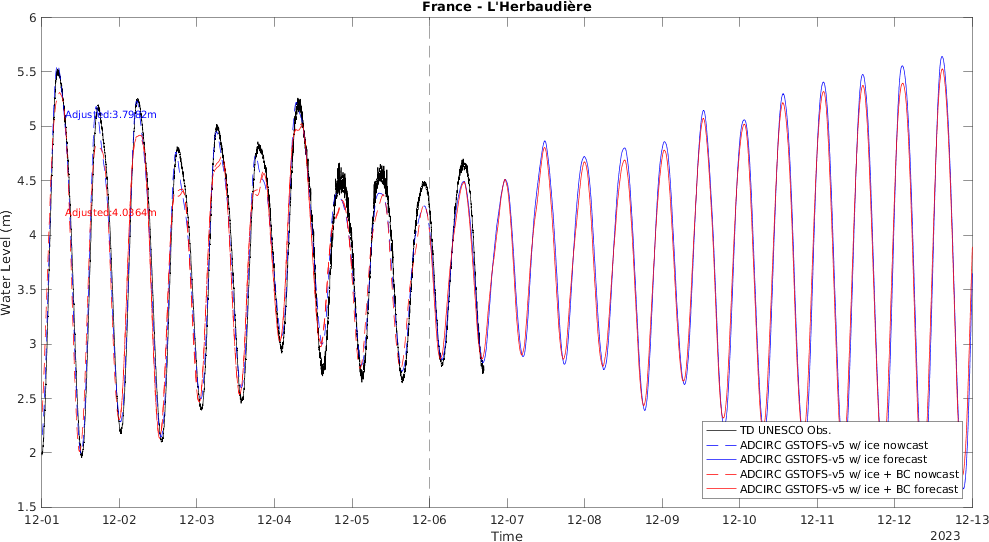 France - L'Herbaudière
6
5.5
5
4.5
4
3.5
3
2.5
2
1.5
Water Level (m)
Adjusted:3.7982m
Adjusted:4.0364m
TD UNESCO Obs.
ADCIRC GSTOFS-v5 w/ ice nowcast
ADCIRC GSTOFS-v5 w/ ice forecast
ADCIRC GSTOFS-v5 w/ ice + BC nowcast
ADCIRC GSTOFS-v5 w/ ice + BC forecast
12-01 12-02 12-03 12-04 12-05 12-06 12-07 12-08 12-09 12-10 12-11 12-12 12-13
Time
2023